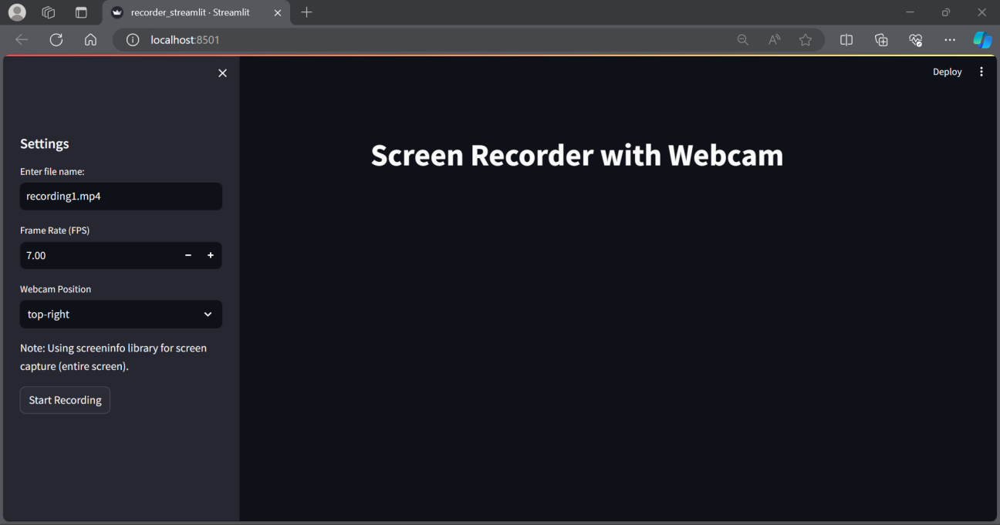 recorder_streamlit · Streamlit
localhost:8501
Deploy
Settings
Enter file name:
recording1.mp4
Frame Rate (FPS)
7.00
Webcam Position
top-right
Note: Using screeninfo library for screen
capture (entire screen).
Start Recording
Screen Recorder with Webcam